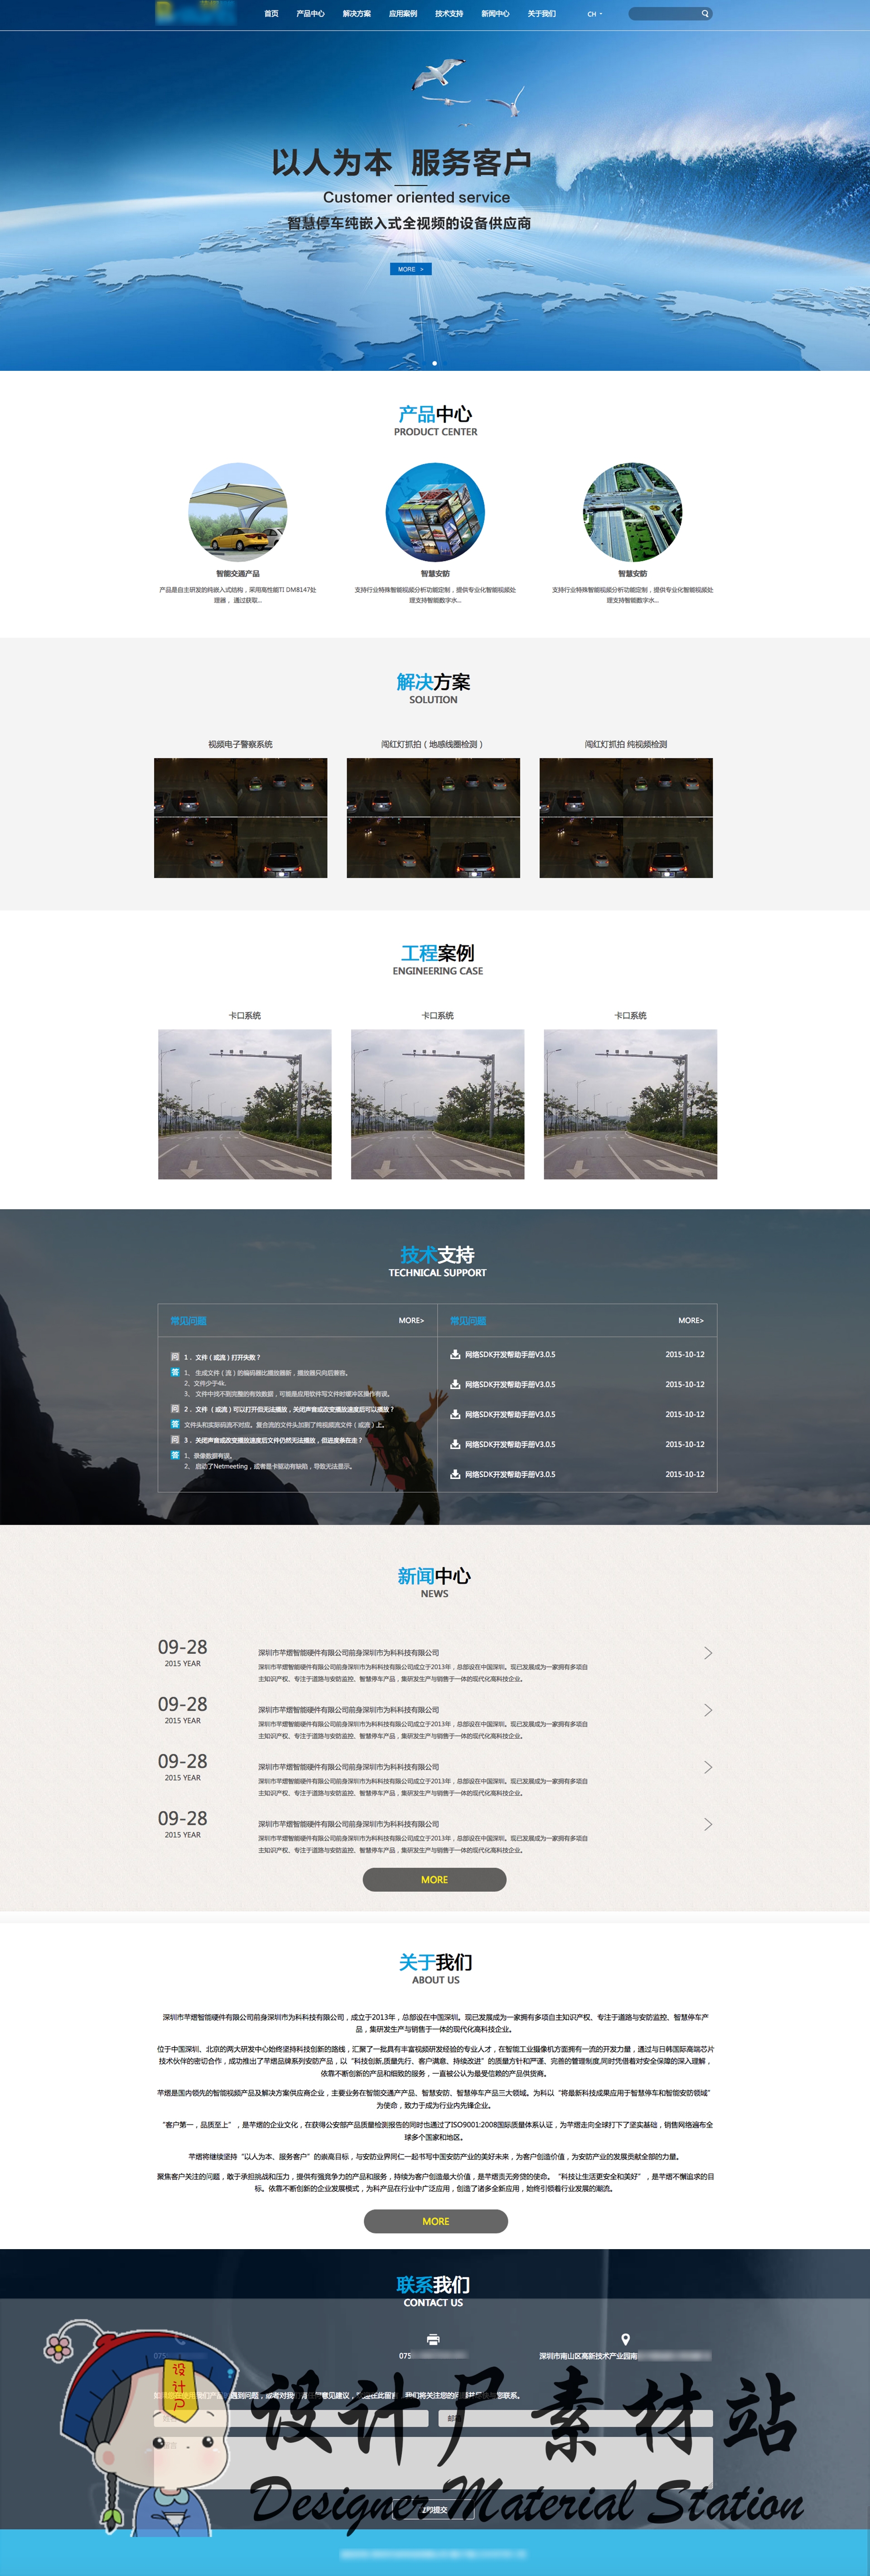 首页 产品中心 解决方案 应用案例 技术支持 新闻中心 关于我们 CH
以人为本 服务客户
Customer oriented service
智慧停车纯嵌入式全视频的设备供应商
MORE >
产品中心
PRODUCT CENTER
智能交通产品
产品是自主研发的纯嵌入式结构，采用高性能TI DM8147处
理器， 通过获取...
智慧安防
支持行业特殊智能视频分析功能定制，提供专业化智能视频处
理支持智能数字水...
智慧安防
支持行业特殊智能视频分析功能定制，提供专业化智能视频处
理支持智能数字水...
解决方案
SOLUTION
视频电子警察系统
闯红灯抓拍（地感线圈检测）
闯红灯抓拍 纯视频检测
工程案例
ENGINEERING CASE
卡口系统
卡口系统
卡口系统
技术支持
TECHNICAL SUPPORT
常见问题 MORE>
问 1 . 文件（或流）打开失败？
答 1、 生成文件（流）的编码器比播放器新，播放器只向后兼容。
2、文件少于4k.
3、 文件中找不到完整的有效数据，可能是应用软件写文件时缓冲区操作有误。
问 2 . 文件（或流）可以打开但无法播放，关闭声音或改变播放速度后可以播放？
答 文件头和实际码流不对应。复合流的文件头加到了纯视频流文件（或流）上。
问 3 . 关闭声音或改变播放速度后文件仍然无法播放，但进度条在走？
答 1、录像数据有误。
2、 启动了Netmeeting，或者显卡驱动有缺陷，导致无法显示。
常见问题 MORE>
网络SDK开发帮助手册V3.0.5 2015-10-12
网络SDK开发帮助手册V3.0.5 2015-10-12
网络SDK开发帮助手册V3.0.5 2015-10-12
网络SDK开发帮助手册V3.0.5 2015-10-12
网络SDK开发帮助手册V3.0.5 2015-10-12
新闻中心
NEWS
09-28
2015 YEAR
深圳市芊熠智能硬件有限公司前身深圳市为科科技有限公司
深圳市芊熠智能硬件有限公司前身深圳市为科科技有限公司成立于2013年，总部设在中国深圳。现已发展成为一家拥有多项自
主知识产权、专注于道路与安防监控、智慧停车产品，集研发生产与销售于一体的现代化高科技企业。
09-28
2015 YEAR
深圳市芊熠智能硬件有限公司前身深圳市为科科技有限公司
深圳市芊熠智能硬件有限公司前身深圳市为科科技有限公司成立于2013年，总部设在中国深圳。现已发展成为一家拥有多项自
主知识产权、专注于道路与安防监控、智慧停车产品，集研发生产与销售于一体的现代化高科技企业。
09-28
2015 YEAR
深圳市芊熠智能硬件有限公司前身深圳市为科科技有限公司
深圳市芊熠智能硬件有限公司前身深圳市为科科技有限公司成立于2013年，总部设在中国深圳。现已发展成为一家拥有多项自
主知识产权、专注于道路与安防监控、智慧停车产品，集研发生产与销售于一体的现代化高科技企业。
09-28
2015 YEAR
深圳市芊熠智能硬件有限公司前身深圳市为科科技有限公司
深圳市芊熠智能硬件有限公司前身深圳市为科科技有限公司成立于2013年，总部设在中国深圳。现已发展成为一家拥有多项自
主知识产权、专注于道路与安防监控、智慧停车产品，集研发生产与销售于一体的现代化高科技企业。
MORE
关于我们
ABOUT US
深圳市芊熠智能硬件有限公司前身深圳市为科科技有限公司，成立于2013年，总部设在中国深圳。现已发展成为一家拥有多项自主知识产权、专注于道路与安防监控、智慧停车产
品，集研发生产与销售于一体的现代化高科技企业。
位于中国深圳、北京的两大研发中心始终坚持科技创新的路线，汇聚了一批具有丰富视频研发经验的专业人才，在智能工业摄像机方面拥有一流的开发力量，通过与日韩国际高端芯片
技术伙伴的密切合作，成功推出了芊熠品牌系列安防产品，以“科技创新,质量先行、客户满意、持续改进”的质量方针和严谨、完善的管理制度,同时凭借着对安全保障的深入理解，
依靠不断创新的产品和细致的服务，一直被公认为最受信赖的产品供货商。
芊熠是国内领先的智能视频产品及解决方案供应商企业，主要业务在智能交通产产品、智慧安防、智慧停车产品三大领域。为科以“将最新科技成果应用于智慧停车和智能安防领域”
为使命，致力于成为行业内先锋企业。
“客户第一，品质至上”，是芊熠的企业文化，在获得公安部产品质量检测报告的同时也通过了ISO9001:2008国际质量体系认证，为芊熠走向全球打下了坚实基础，销售网络遍布全
球多个国家和地区。
芊熠将继续坚持“以人为本、服务客户”的崇高目标，与安防业界同仁一起书写中国安防产业的美好未来，为客户创造价值，为安防产业的发展贡献全部的力量。
聚焦客户关注的问题，敢于承担挑战和压力，提供有强竞争力的产品和服务，持续为客户创造最大价值，是芊熠责无旁贷的使命。“科技让生活更安全和美好”，是芊熠不懈追求的目
标。依靠不断创新的企业发展模式，为科产品在行业中广泛应用，创造了诸多全新应用，始终引领着行业发展的潮流。
MORE
联系我们
CONTACT US
075
075
深圳市南山区高新技术产业园南
遇到问题，或者对我们 意见建议， 在此留言 我们将关注您的问 您联系。
邮
立即提交
设计户
设计厂素材站
Designer Material Station